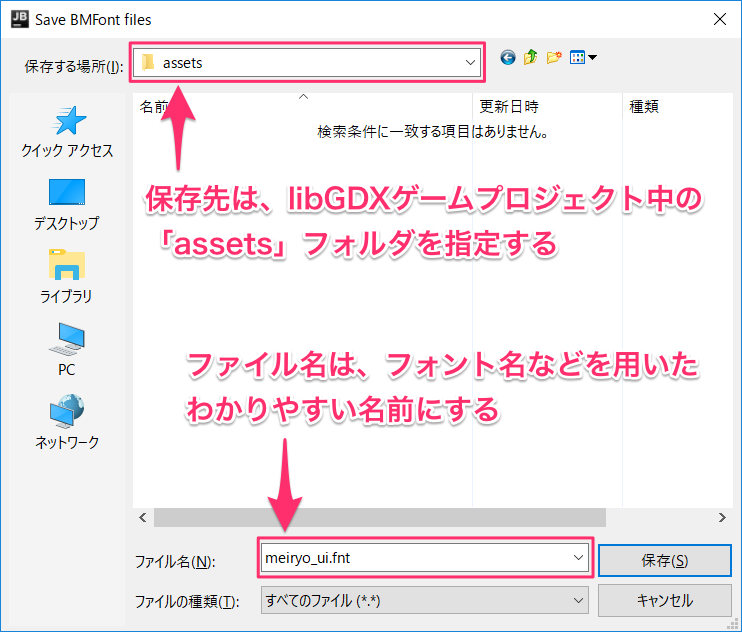 JB
Save BMFont files
保存する場所(I):
assets
名前
更新日時
種類
検索条件に一致する項目はありません。
クイック アクセス
デスクトップ
ライブラリ
PC
ネットワーク
保存先は、libGDXゲームプロジェクト中の
「assets」フォルダを指定する
ファイル名は、フォント名などを用いた
わかりやすい名前にする
ファイル名(N):
meiryo_ui.fnt
保存(S)
ファイルの種類(T):
すべてのファイル (*.*)
キャンセル